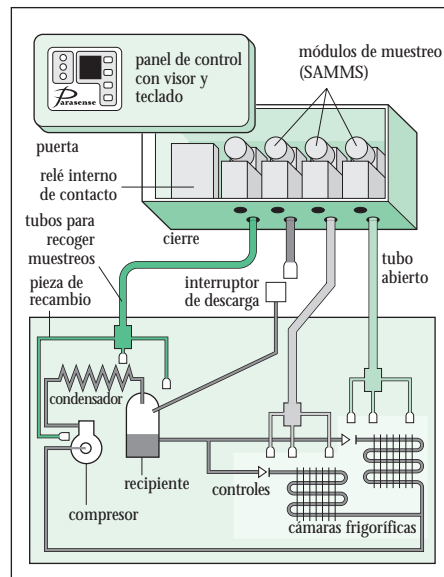 panel de control
con visor y
teclado
Parasense
puerta
módulos de muestreo
(SAMMS)
relé interno
de contacto
tubos para
recoger
muestreos
cierre
pieza de
recambio
interruptor
de descarga
tubo
abierto
condensador
recipiente
compresor
controles
cámaras frigoríficas